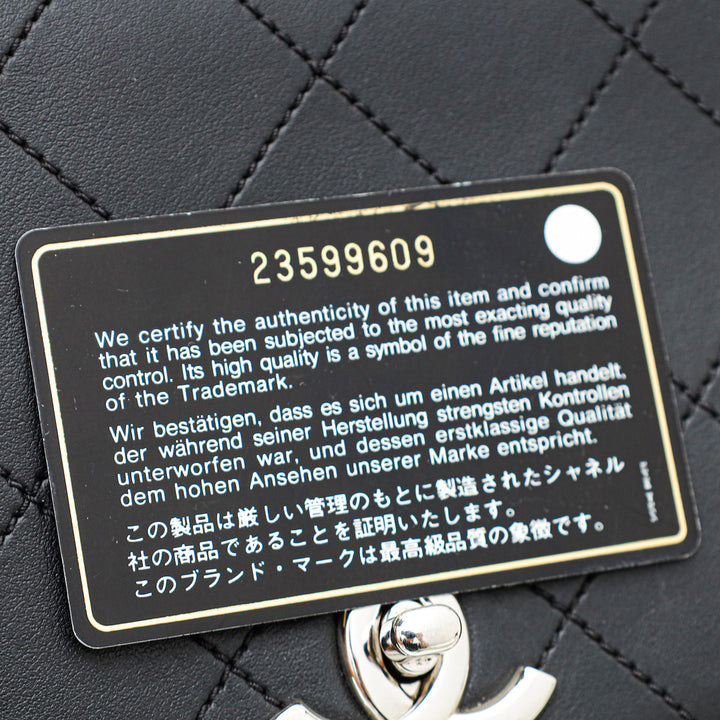 23599609
We certify the authenticity of this item and confirm
that it has been subjected to the most exacting quality
control. Its high quality is a symbol of the fine reputation
of the Trademark.
Wir bestätigen, dass es sich um einen Artikel handelt,
der während seiner Herstellung strengsten Kontrollen
unterworfen war, und dessen erstklassige Qualität
dem hohen Ansehen unserer Marke entspricht.
この製品は厳しい管理のもとに製造されたシャネル
社の商品であることを証明いたします。
このブランド・マークは最高級品質の象徴です。